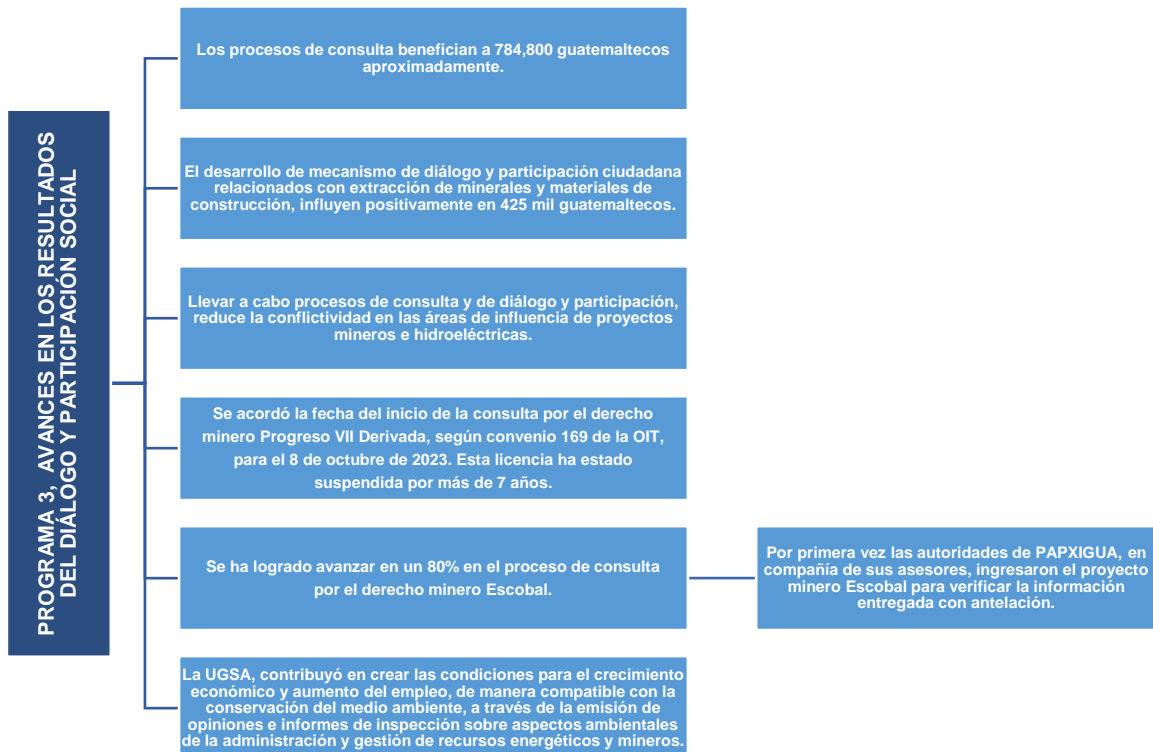 PROGRAMA 3, AVANCES EN LOS RESULTADOS
DEL DIÁLOGO Y PARTICIPACIÓN SOCIAL
Los procesos de consulta benefician a 784,800 guatemaltecos
aproximadamente.
El desarrollo de mecanismo de diálogo y participación ciudadana
relacionados con extracción de minerales y materiales de
construcción, influyen positivamente en 425 mil guatemaltecos.
Llevar a cabo procesos de consulta y de diálogo y participación,
reduce la conflictividad en las áreas de influencia de proyectos
mineros e hidroeléctricas.
Se acordó la fecha del inicio de la consulta por el derecho
minero Progreso VII Derivada, según convenio 169 de la OIT,
para el 8 de octubre de 2023. Esta licencia ha estado
suspendida por más de 7 años.
Se ha logrado avanzar en un 80% en el proceso de consulta
por el derecho minero Escobal.
Por primera vez las autoridades de PAPXIGUA, en
compañía de sus asesores, ingresaron el proyecto
minero Escobal para verificar la información
entregada con antelación.
La UGSA, contribuyó en crear las condiciones para el crecimiento
económico y aumento del empleo, de manera compatible con la
conservación del medio ambiente, a través de la emisión de
opiniones e informes de inspección sobre aspectos ambientales
de la administración y gestión de recursos energéticos y mineros.